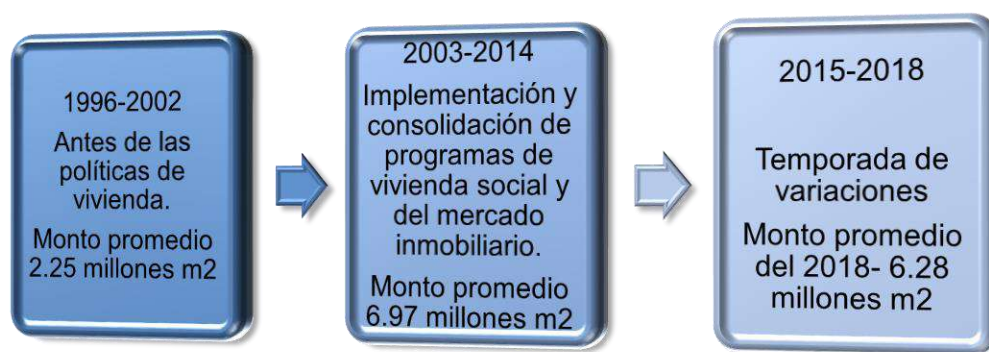 1996-2002
Antes de las
políticas de
vivienda.
Monto promedio
2.25 millones m2
2003-2014
Implementación y
consolidación de
programas de
vivienda social y
del mercado
inmobiliario.
Monto promedio
6.97 millones m2
2015-2018
Temporada de
variaciones
Monto promedio
del 2018- 6.28
millones m2